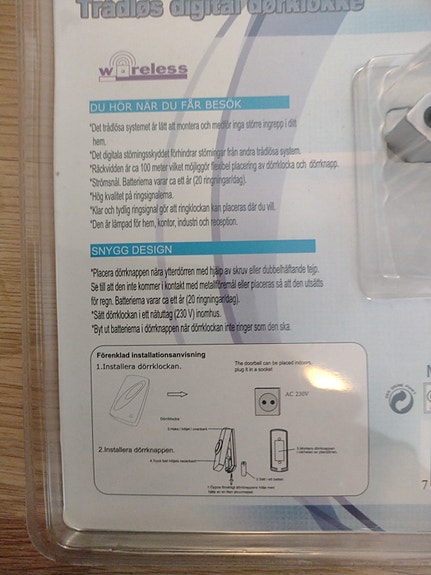 Trådløs digital dørklokke
wireless
DU HÖR NÄR DU FÅR BESÖK
*Det trådlösa systemet är lätt att montera och medför inga större ingrepp i ditt
hem.
*Det digitala störningsskyddet förhindrar störningar från andra trådlösa system.
*Räckvidden är ca 100 meter vilket möjliggör flexibel placering av dörrklocka och dörrknapp.
*Strömsnål. Batterierna varar ca ett år (20 ringningar/dag).
*Hög kvalitet på ringsignalerna.
*Klar och tydlig ringsignal gör att ringklockan kan placeras där du vill.
*Den är lämpad för hem, kontor, industri och reception.
SNYGG DESIGN
*Placera dörrknappen nära ytterdörren med hjälp av skruv eller dubbelhäftande tejp.
Se till att den inte kommer i kontakt med metallföremål eller placeras så att den utsätts
för regn. Batterierna varar ca ett år (20 ringningar/dag).
*Sätt dörrklockan i ett nätuttag (230 V) inomhus.
*Byt ut batterierna i dörrknappen när dörrklockan inte ringer som den ska.
Förenklad installationsanvisning
1.Installera dörrklockan.
The doorbell can be placed indoors,
plug it in a socket
AC 230V
Dörrklocka
2.Installera dörrknappen.